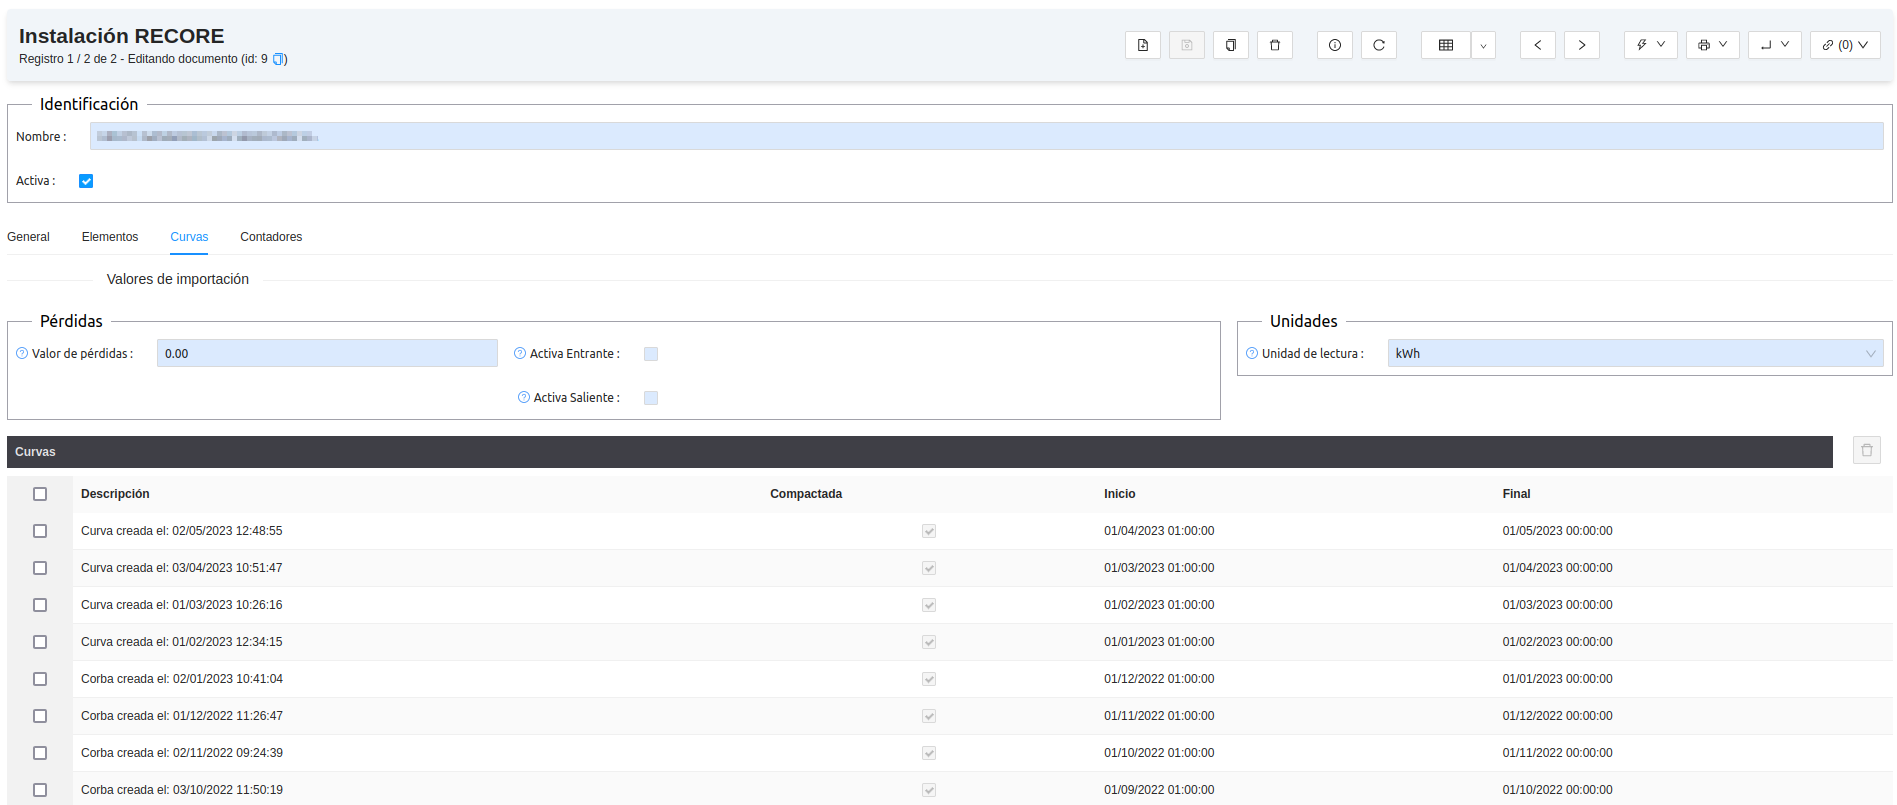 Instalación RECORE
Registro 1 / 2 de 2 - Editando documento (id: 9 )
(0)
Identificación
Nombre :
Activa :
General Elementos Curvas Contadores
Valores de importación
Pérdidas
Unidades
Valor de pérdidas : 0.00 Activa Entrante :
Unidad de lectura : kWh
Activa Saliente :
Curvas
Descripción Compactada Inicio Final
Curva creada el: 02/05/2023 12:48:55 01/04/2023 01:00:00 01/05/2023 00:00:00
Curva creada el: 03/04/2023 10:51:47 01/03/2023 01:00:00 01/04/2023 00:00:00
Curva creada el: 01/03/2023 10:26:16 01/02/2023 01:00:00 01/03/2023 00:00:00
Curva creada el: 01/02/2023 12:34:15 01/01/2023 01:00:00 01/02/2023 00:00:00
Corba creada el: 02/01/2023 10:41:04 01/12/2022 01:00:00 01/01/2023 00:00:00
Corba creada el: 01/12/2022 11:26:47 01/11/2022 01:00:00 01/12/2022 00:00:00
Corba creada el: 02/11/2022 09:24:39 01/10/2022 01:00:00 01/11/2022 00:00:00
Corba creada el: 03/10/2022 11:50:19 01/09/2022 01:00:00 01/10/2022 00:00:00